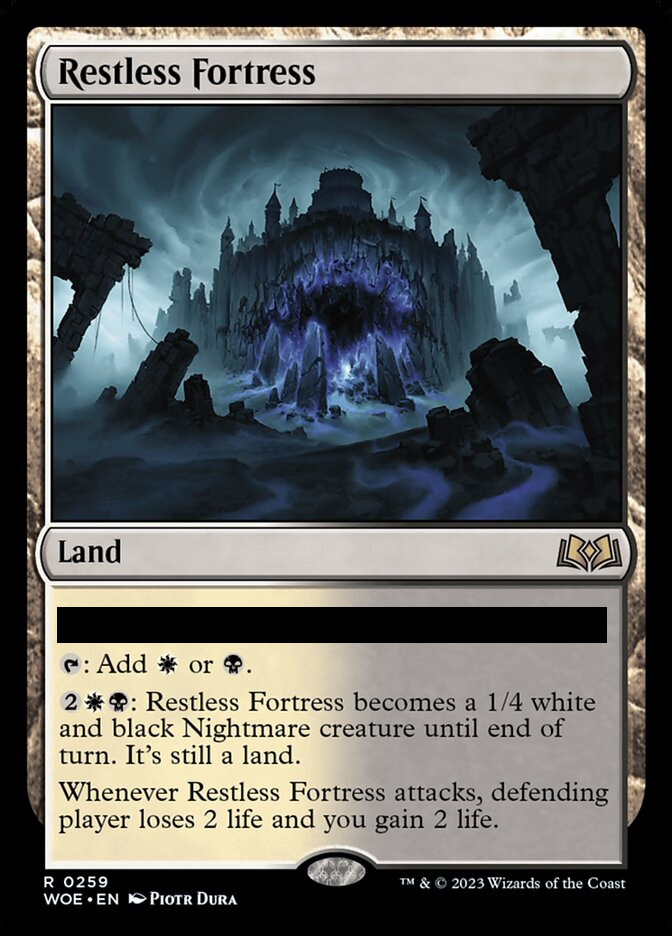 Restless Fortress
Land
: Add or .
2: Restless Fortress becomes a 1/4 white
and black Nightmare creature until end of
turn. It's still a land.
Whenever Restless Fortress attacks, defending
player loses 2 life and you gain 2 life.
R 0259
WOE • EN Piotr Dura
™ & © 2023 Wizards of the Coast